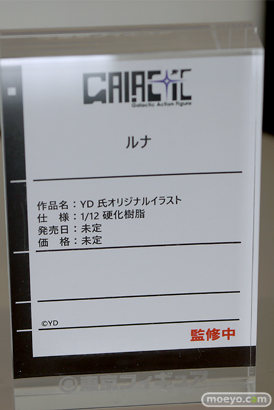 GALACTIC
Galactic Action Figure
ルナ
作品名：YD 氏オリジナルイラスト
仕　様：1/12 硬化樹脂
発売日：未定
価　格：未定
©YD
監修中
moeyo.com